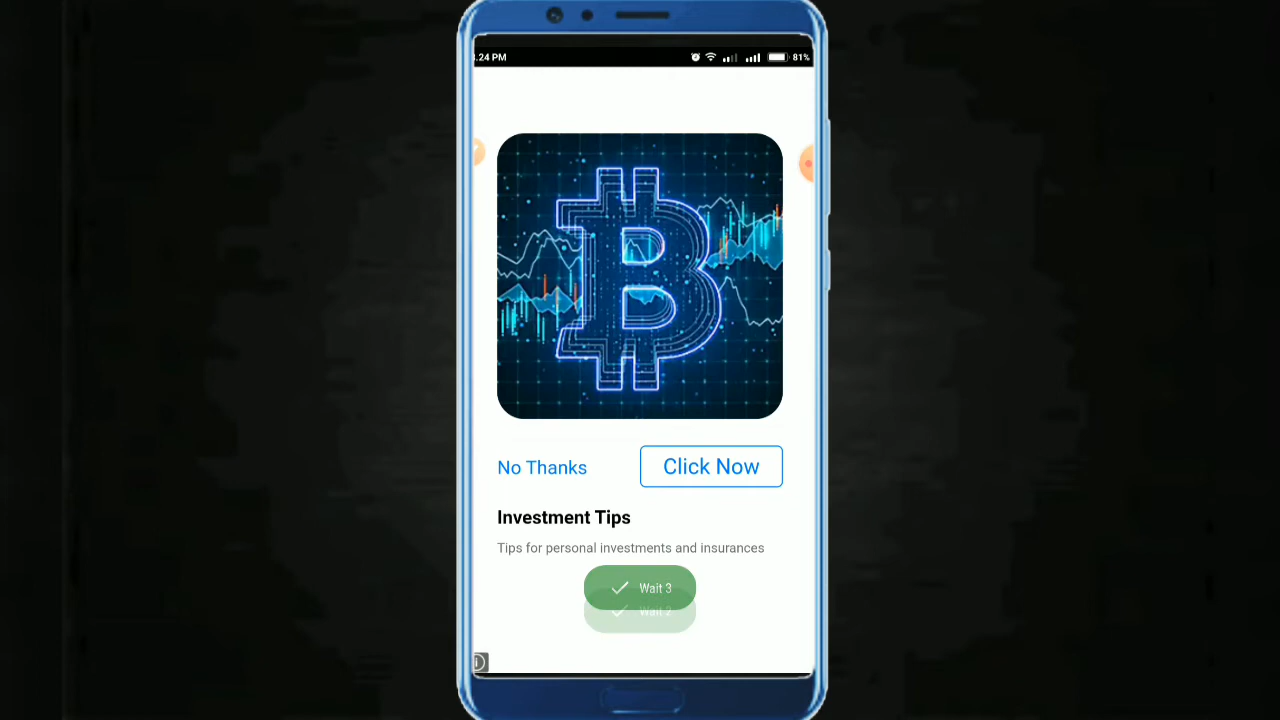 .24 PM
81%
No Thanks
Click Now
Investment Tips
Tips for personal investments and insurances
Wait 3
Wait 2